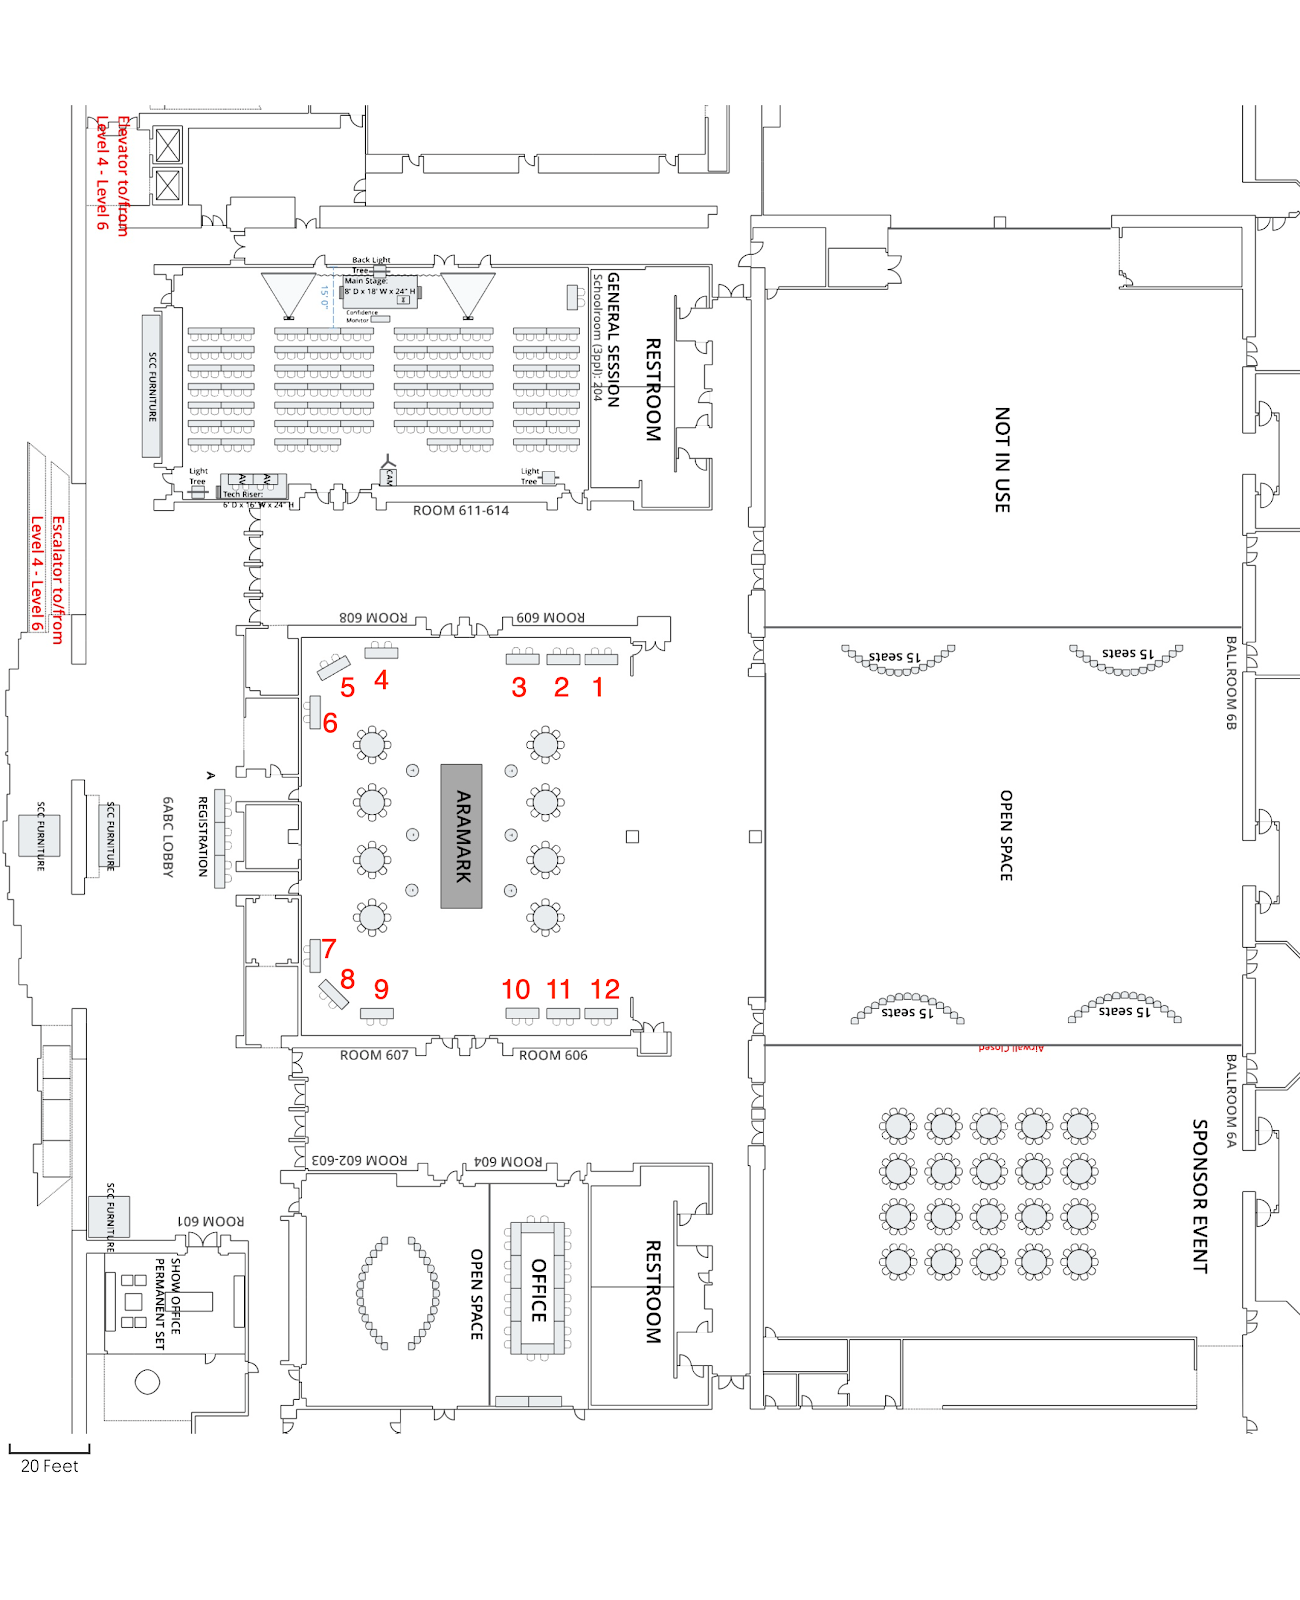 Elevator to/from
Level 4 - Level 6
Back Light
Tree
Main Stage:
8' D x 18' W x 24" H
15' 0"
Confidence
Monitor
GENERAL SESSION
Schoolroom (3ppl): 204
RESTROOM
SCC FURNITURE
NOT IN USE
Light
Tree
AV
AV
Tech Riser:
6' D x 16' W x 24" H
CAM
Light
Tree
ROOM 611-614
Escalator to/from
Level 4 - Level 6
ROOM 608
ROOM 609
5
4
3
2
1
6
15 seats
15 seats
BALLROOM 6B
A
REGISTRATION
6ABC LOBBY
SCC FURNITURE
SCC FURNITURE
ARAMARK
OPEN SPACE
7
8
9
10
11
12
15 seats
15 seats
ROOM 607
ROOM 606
Airwall Closed
BALLROOM 6A
SPONSOR EVENT
ROOM 602-603
ROOM 604
SCC FURNITURE
ROOM 601
SHOW OFFICE
PERMANENT SET
OPEN SPACE
OFFICE
RESTROOM
20 Feet